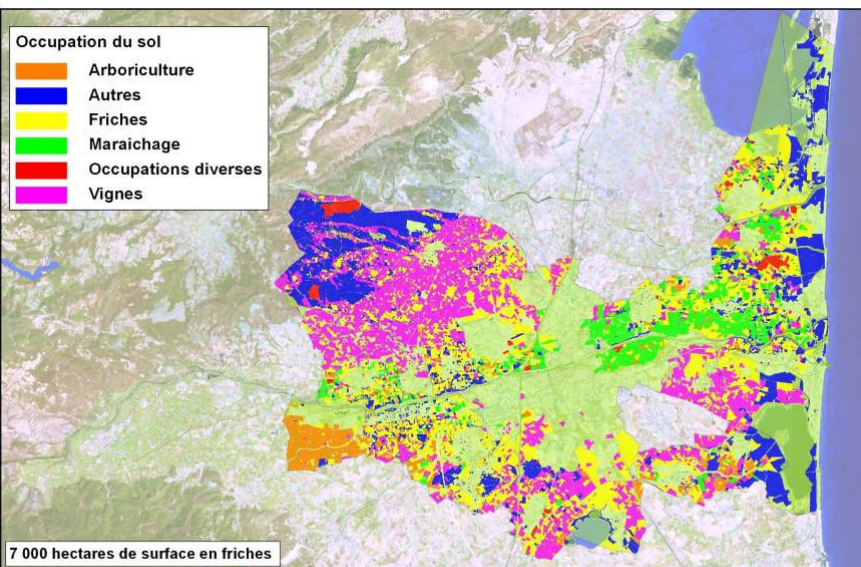 Occupation du sol
Arboriculture
Autres
Friches
Maraichage
Occupations diverses
Vignes
7 000 hectares de surface en friches